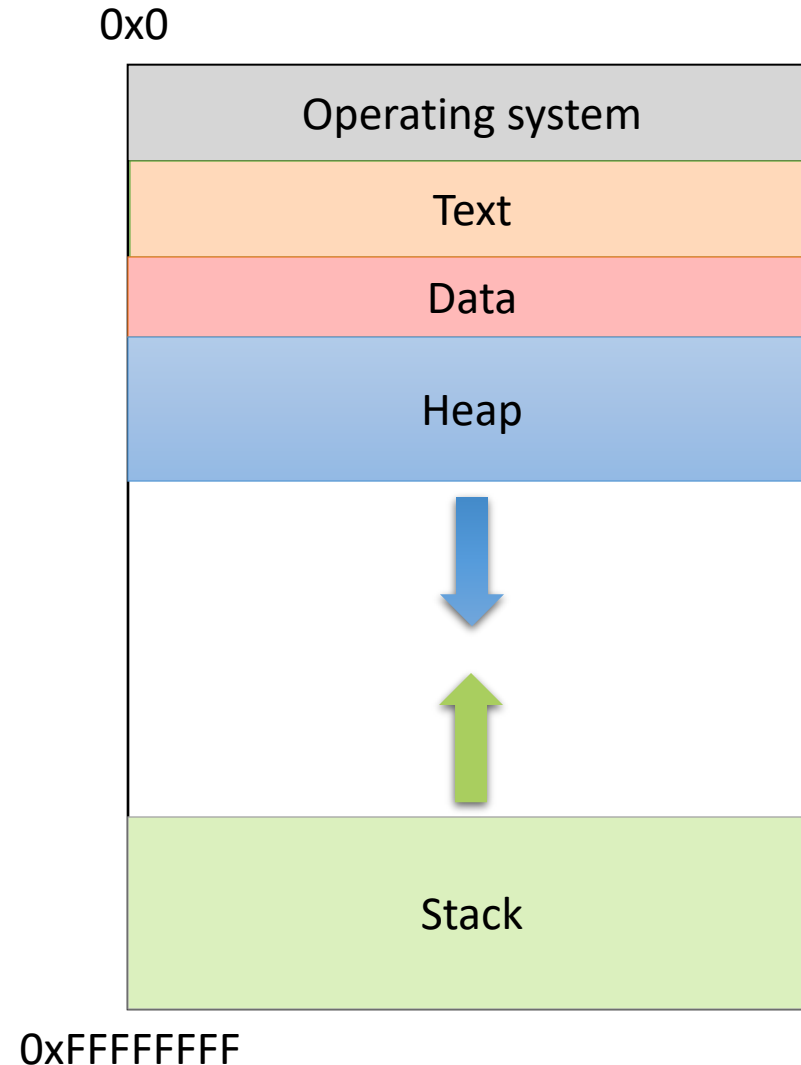 0x0
Operating system
Text
Data
Heap
Stack
0xFFFFFFFF